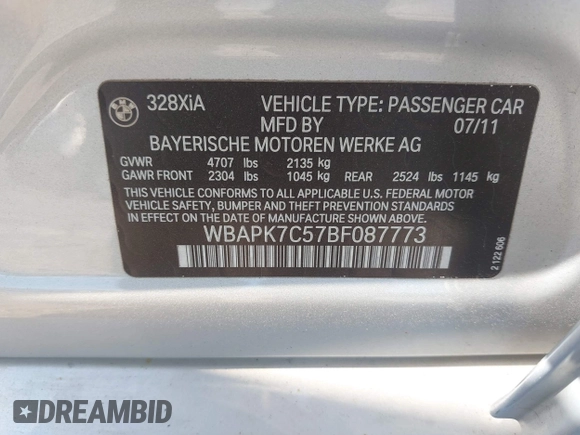 328XiA VEHICLE TYPE: PASSENGER CAR
MFD BY 07/11
BAYERISCHE MOTOREN WERKE AG
GVWR 4707 lbs 2135 kg
GAWR FRONT 2304 lbs 1045 kg REAR 2524 lbs 1145 kg
THIS VEHICLE CONFORMS TO ALL APPLICABLE U.S. FEDERAL MOTOR
VEHICLE SAFETY, BUMPER AND THEFT PREVENTION STANDARDS
IN EFFECT ON THE DATE OF MANUFACTURE SHOWN ABOVE.
WBAPK7C57BF087773
2 122 606
DREAMBID